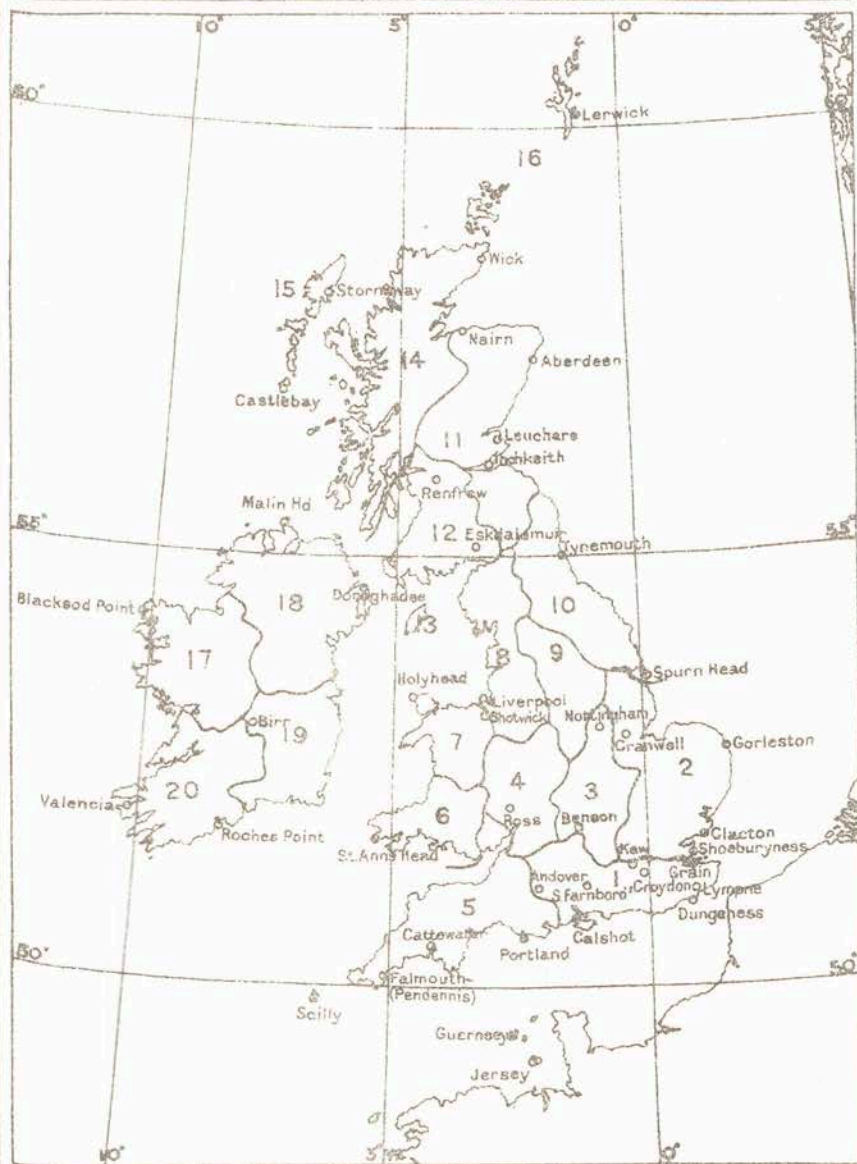 10°
5°
0°
5°
60°
Lerwick
16
Wick
15
Stornoway
Nairn
14
Aberdeen
Castlebay
11
Leuchars
Inchkeith
Renfrew
Malin Hd
55°
12
Eskdalemuir
55°
Tynemouth
Donaghadee
Blacksod Point
18
10
13
17
8
9
Spurn Head
Holyhead
Liverpool
Shotwick
Nottingham
Birr
19
Cranwell
Gorleston
7
2
4
3
20
Valencia
6
Ross
Benson
Roches Point
Clacton
Shoeburyness
St. Anns Head
Kew
Grain
1
Andover
S. Farnboro'
Croydon
Lympne
5
Dungeness
Cattewater
Calshot
Portland
50°
Falmouth
50°
(Pendennis)
Scilly
Guernsey
Jersey
10°
5°
0°